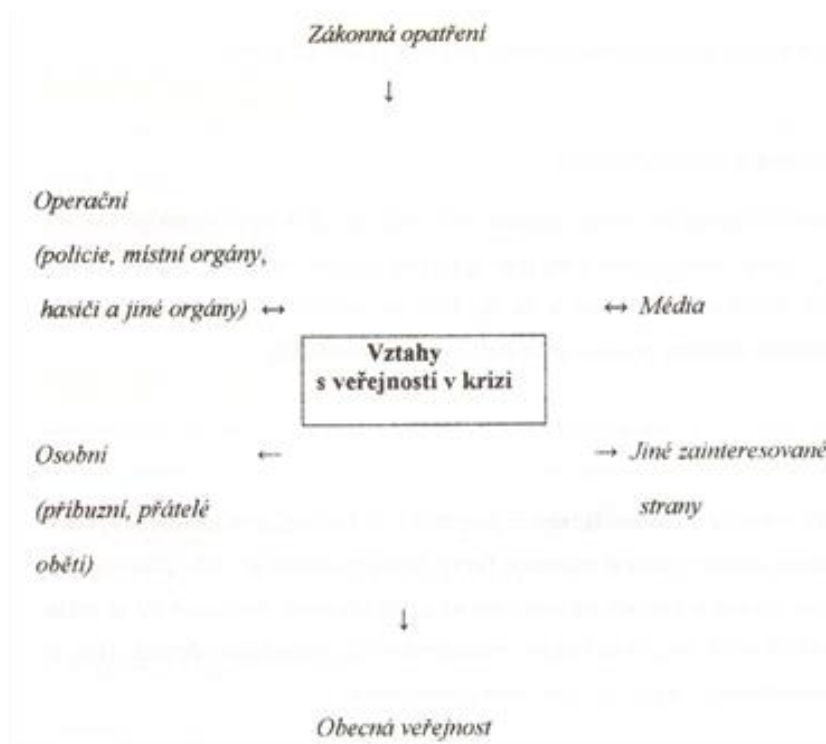 Zákonná opatření
↓
Operační
(policie, místní orgány,
hasiči a jiné orgány) ↔
↔ Média
Vztahy
s veřejností v krizi
Osobní ←
→ Jiné zainteresované
(příbuzní, přátelé
strany
obětí)
↓
Obecná veřejnost